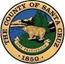 THE COUNTY OF SANTA CRUZ
· 1850 ·